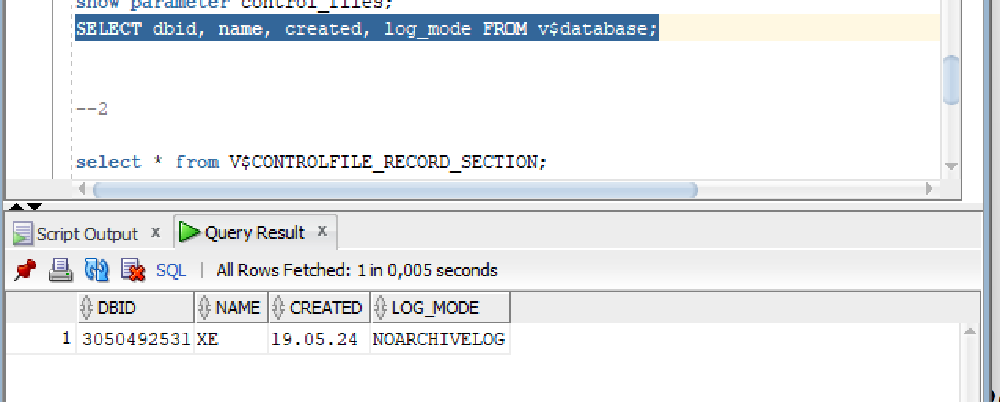 show parameter control_files;
SELECT dbid, name, created, log_mode FROM v$database;
--2
select * from V$CONTROLFILE_RECORD_SECTION;
Script Output x Query Result x
SQL | All Rows Fetched: 1 in 0,005 seconds
DBID NAME CREATED LOG_MODE
1 3050492531 XE 19.05.24 NOARCHIVELOG